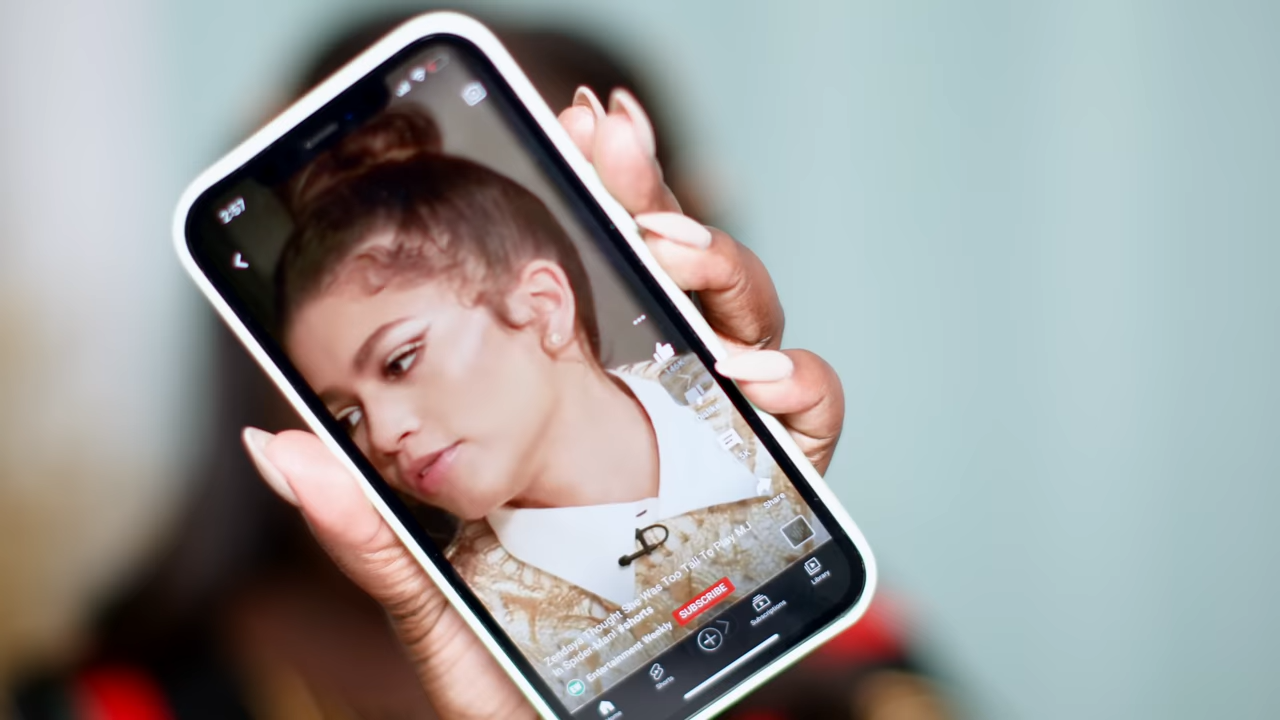 2:57
Share
Zendaya Thought She Was Too Tall To Play MJ
In Spider-Man! #shorts
Entertainment Weekly SUBSCRIBE
Shorts
Subscriptions
Library